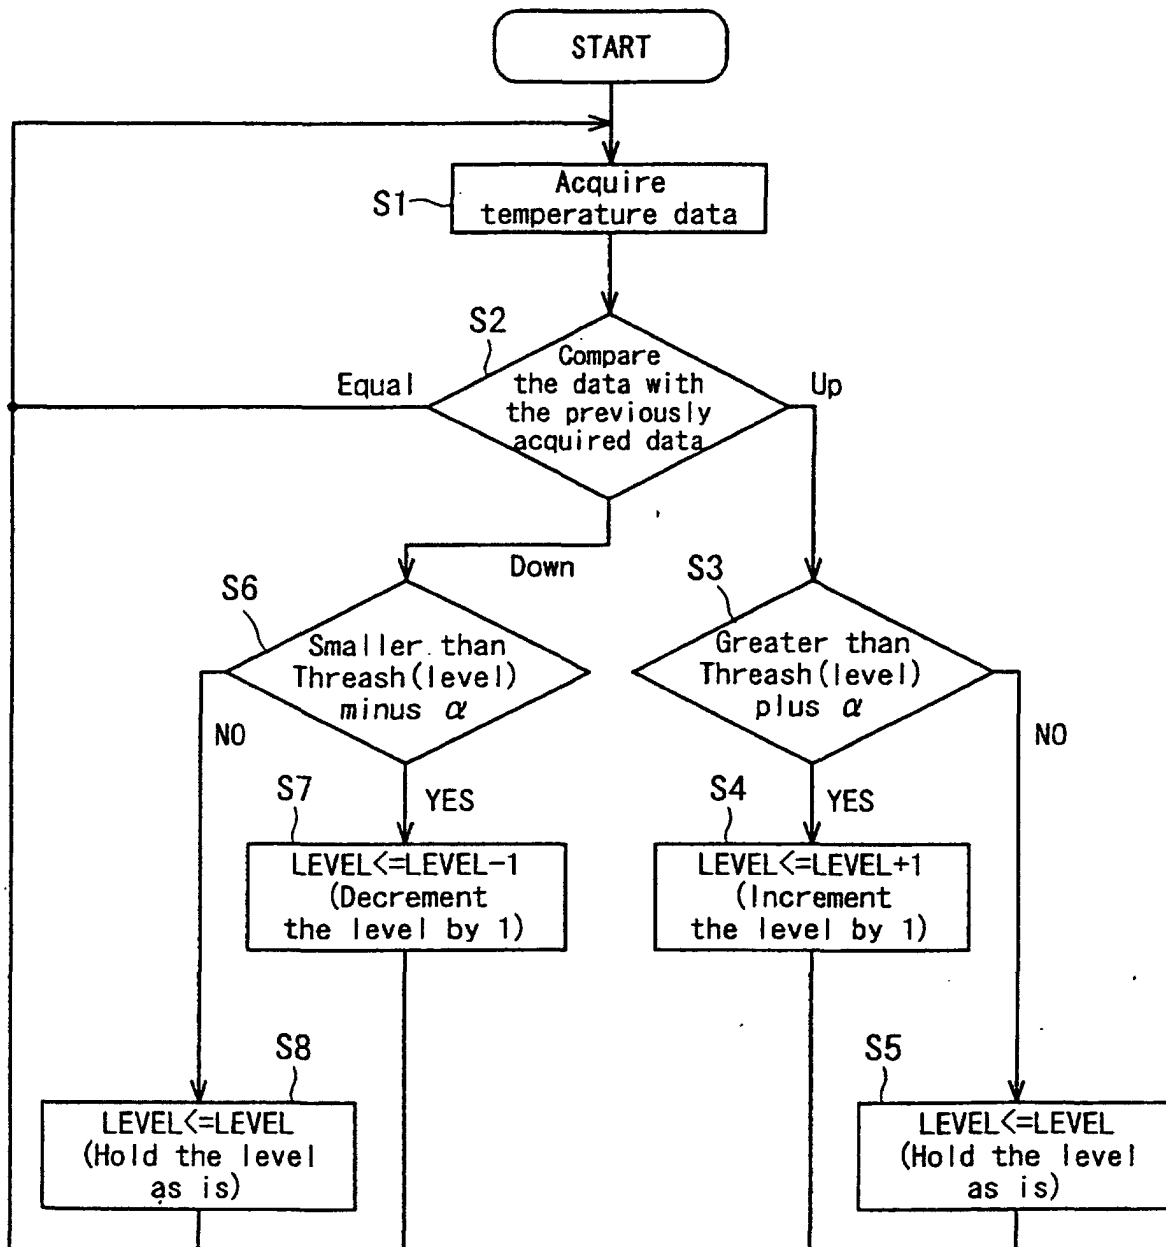 START
S1
Acquire
temperature data
S2
Compare
the data with
the previously
acquired data
Equal
Up
Down
S6
Smaller than
Threash(level)
minus α
S3
Greater than
Threash(level)
plus α
NO
YES
YES
NO
S7
LEVEL<=LEVEL-1
(Decrement
the level by 1)
S4
LEVEL<=LEVEL+1
(Increment
the level by 1)
S8
LEVEL<=LEVEL
(Hold the level
as is)
S5
LEVEL<=LEVEL
(Hold the level
as is)